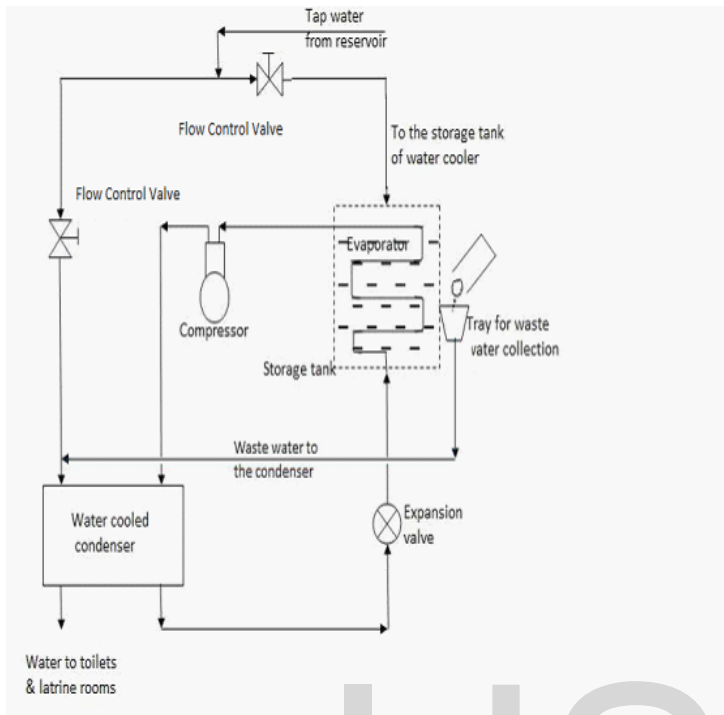 Tap water
from reservoir
Flow Control Valve
To the storage tank
of water cooler
Flow Control Valve
Evaporator
Compressor
Tray for waste
water collection
Storage tank
Waste water to
the condenser
Water cooled
condenser
Expansion
valve
Water to toilets
& latrine rooms